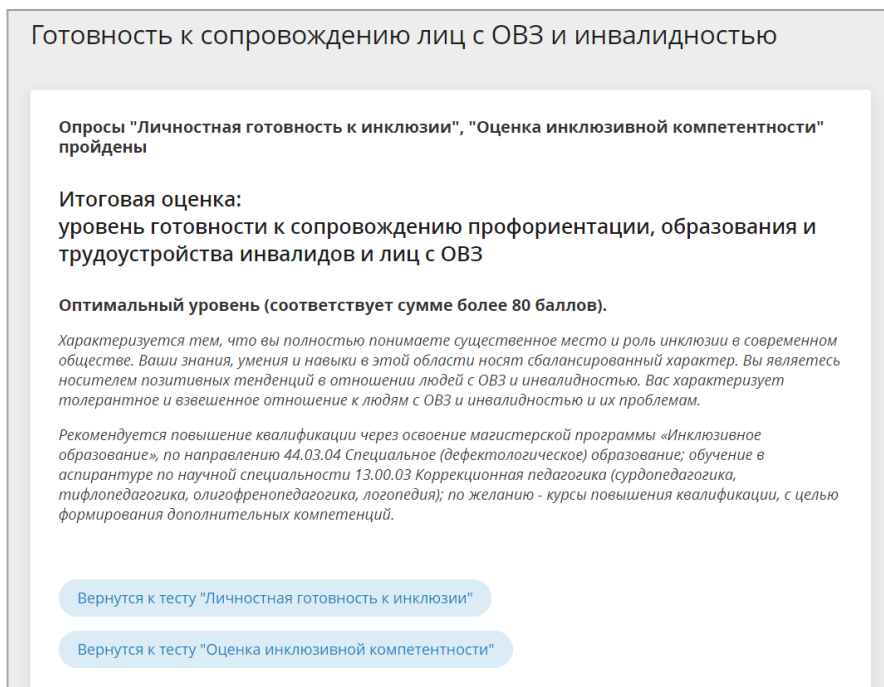 Готовность к сопровождению лиц с ОВЗ и инвалидностью
Опросы "Личностная готовность к инклюзии", "Оценка инклюзивной компетентности"
пройдены
Итоговая оценка:
уровень готовности к сопровождению профориентации, образования и
трудоустройства инвалидов и лиц с ОВЗ
Оптимальный уровень (соответствует сумме более 80 баллов).
Характеризуется тем, что вы полностью понимаете существенное место и роль инклюзии в современном
обществе. Ваши знания, умения и навыки в этой области носят сбалансированный характер. Вы являетесь
носителем позитивных тенденций в отношении людей с ОВЗ и инвалидностью. Вас характеризует
толерантное и взвешенное отношение к людям с ОВЗ и инвалидностью и их проблемам.
Рекомендуется повышение квалификации через освоение магистерской программы «Инклюзивное
образование», по направлению 44.03.04 Специальное (дефектологическое) образование; обучение в
аспирантуре по научной специальности 13.00.03 Коррекционная педагогика (сурдопедагогика,
тифлопедагогика, олигофренопедагогика, логопедия); по желанию - курсы повышения квалификации, с целью
формирования дополнительных компетенций.
Вернутся к тесту "Личностная готовность к инклюзии"
Вернутся к тесту "Оценка инклюзивной компетентности"